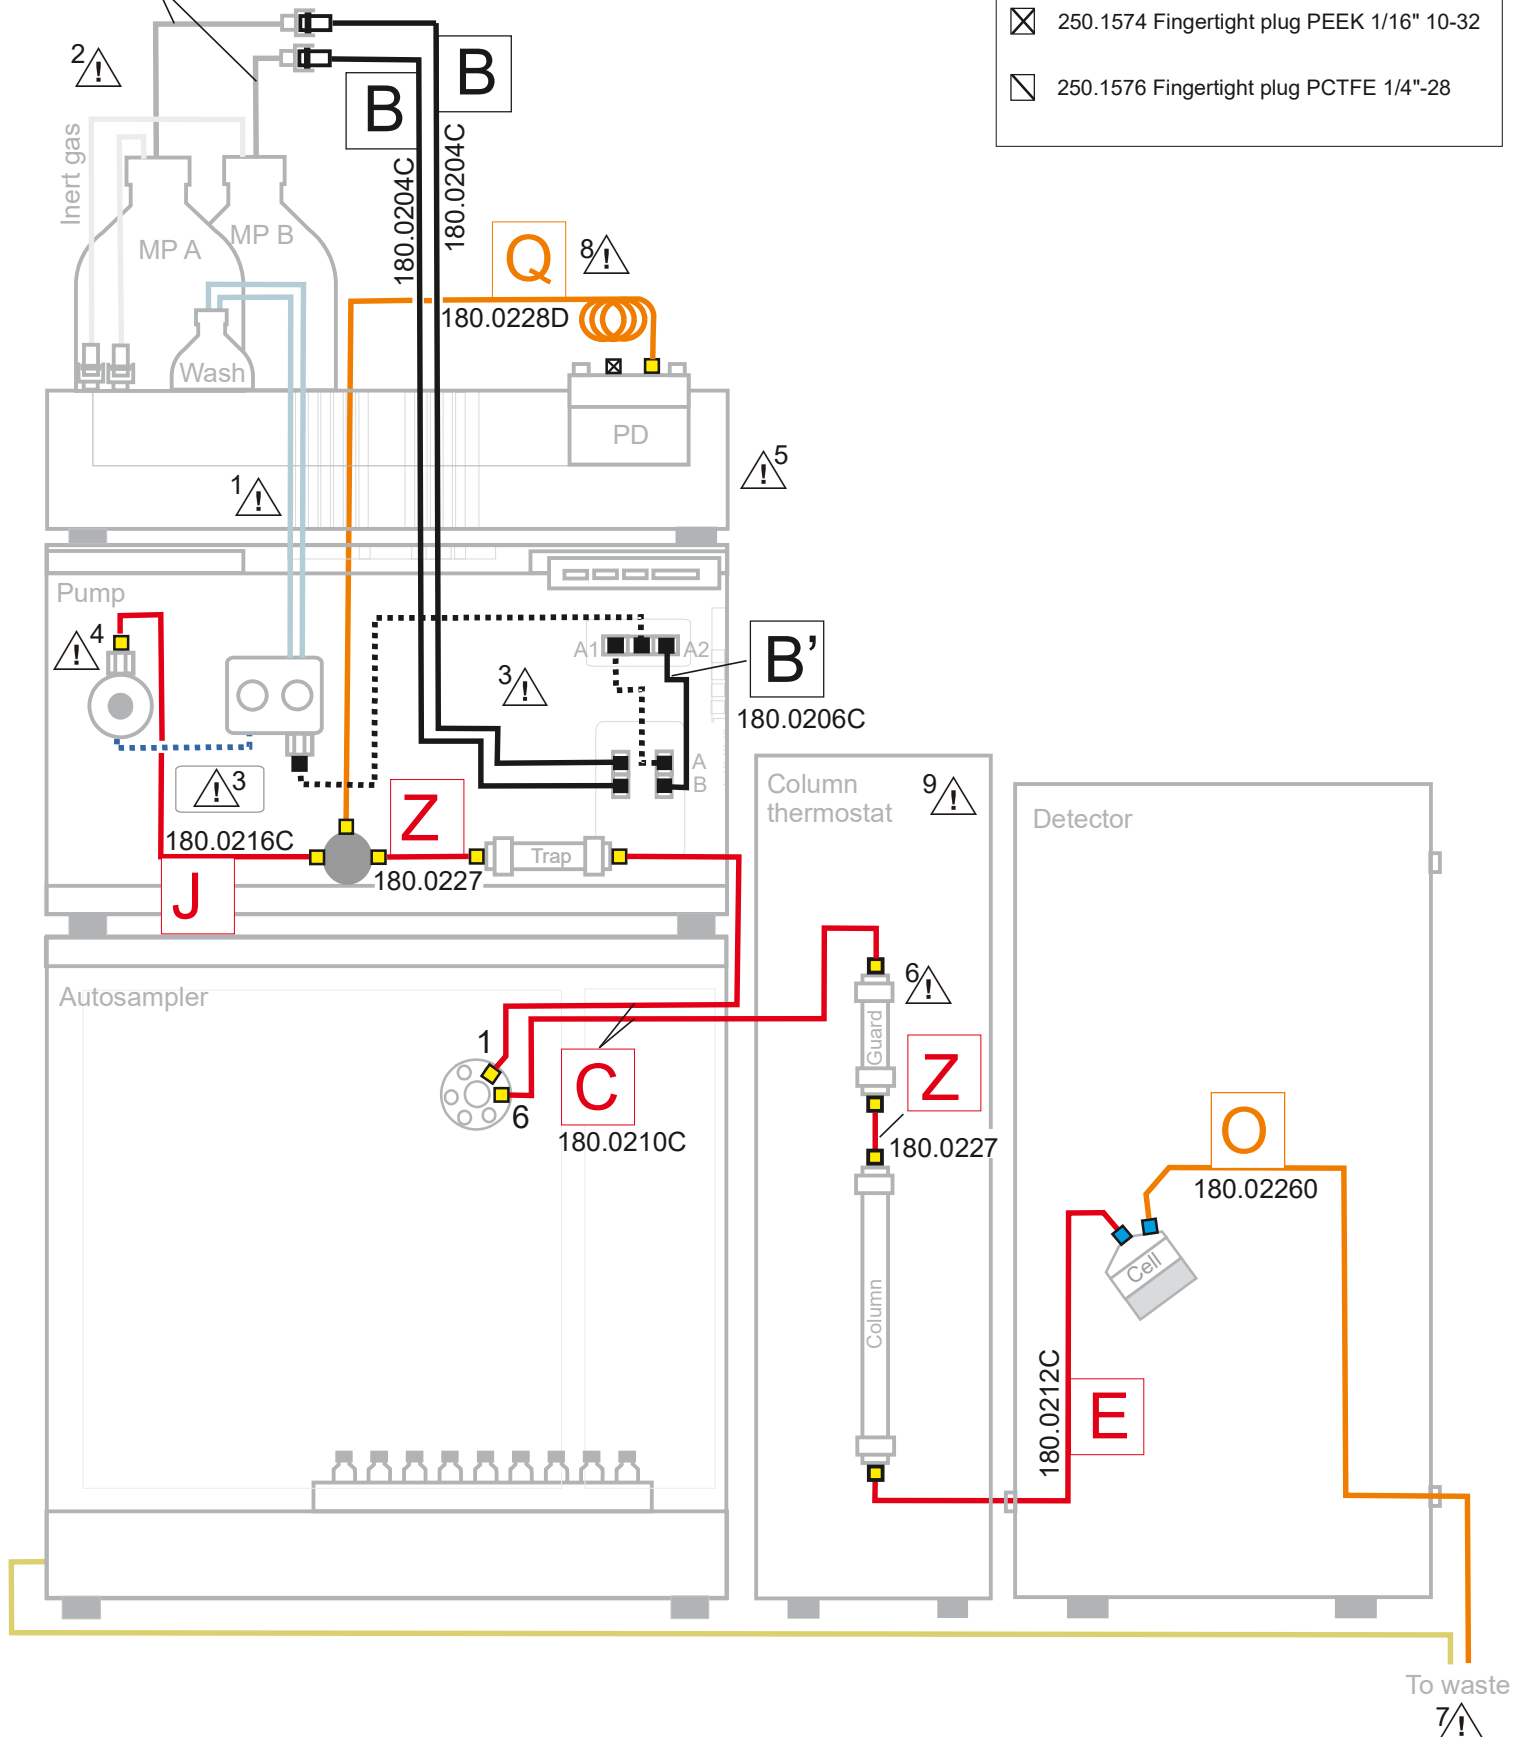 250.1574 Fingertight plug PEEK 1/16" 10-32
250.1576 Fingertight plug PCTFE 1/4"-28
2
!
B
B
180.0204C
180.0204C
Inert gas
MP A
MP B
Wash
Q
8
!
180.0228D
PD
1
!
5
!
Pump
4
!
A1
A2
B’
180.0206C
3
!
A
B
3
!
180.0216C
J
Z
180.0227
Trap
Column
thermostat
9
!
Detector
Autosampler
1
6
C
180.0210C
6
!
Guard
Z
180.0227
Column
O
180.02260
Cell
180.0212C
E
To waste
7
!